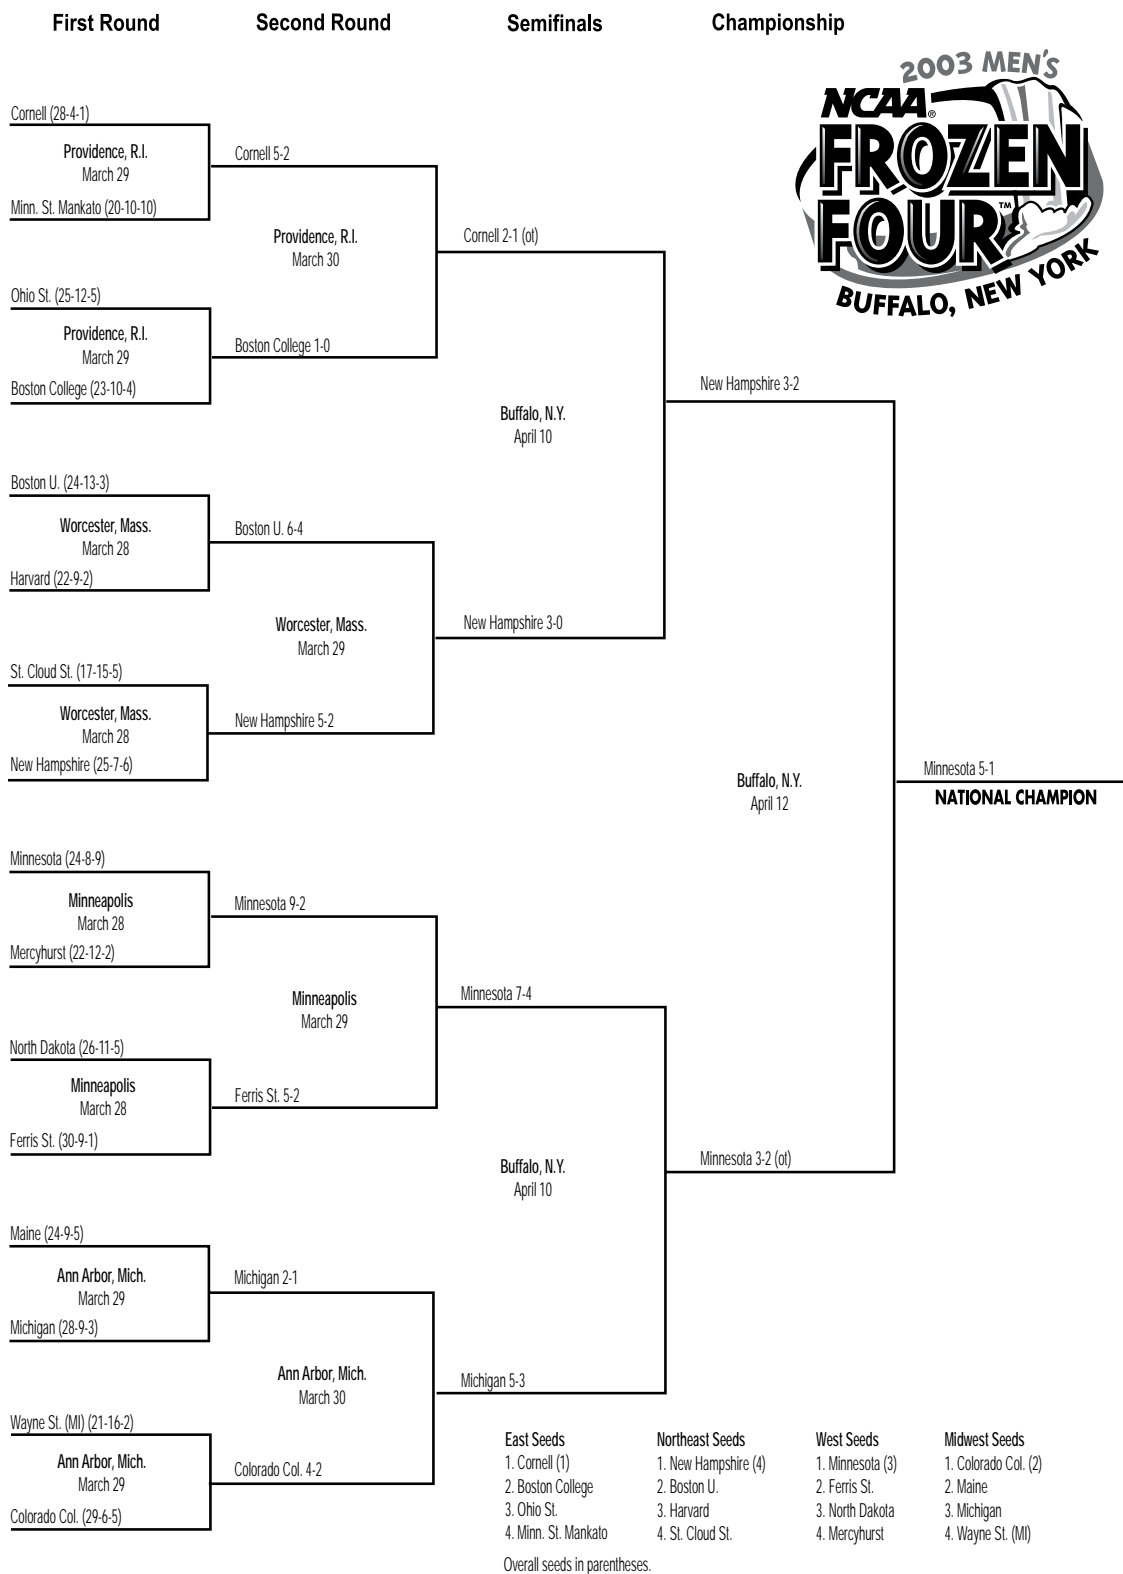 First Round Second Round Semifinals Championship
2003 MEN'S
NCAA®
FROZEN
FOUR™
BUFFALO, NEW YORK
Cornell (28-4-1)
Providence, R.I.
March 29
Minn. St. Mankato (20-10-10)
Cornell 5-2
Providence, R.I.
March 30
Ohio St. (25-12-5)
Providence, R.I.
March 29
Boston College (23-10-4)
Boston College 1-0
Cornell 2-1 (ot)
Buffalo, N.Y.
April 10
Boston U. (24-13-3)
Worcester, Mass.
March 28
Harvard (22-9-2)
Boston U. 6-4
Worcester, Mass.
March 29
St. Cloud St. (17-15-5)
Worcester, Mass.
March 28
New Hampshire (25-7-6)
New Hampshire 5-2
New Hampshire 3-0
New Hampshire 3-2
Buffalo, N.Y.
April 12
Minnesota 5-1
NATIONAL CHAMPION
Minnesota (24-8-9)
Minneapolis
March 28
Mercyhurst (22-12-2)
Minnesota 9-2
Minneapolis
March 29
North Dakota (26-11-5)
Minneapolis
March 28
Ferris St. (30-9-1)
Ferris St. 5-2
Minnesota 7-4
Buffalo, N.Y.
April 10
Minnesota 3-2 (ot)
Maine (24-9-5)
Ann Arbor, Mich.
March 29
Michigan (28-9-3)
Michigan 2-1
Ann Arbor, Mich.
March 30
Wayne St. (MI) (21-16-2)
Ann Arbor, Mich.
March 29
Colorado Col. (29-6-5)
Colorado Col. 4-2
Michigan 5-3
East Seeds
1. Cornell (1)
2. Boston College
3. Ohio St.
4. Minn. St. Mankato
Northeast Seeds
1. New Hampshire (4)
2. Boston U.
3. Harvard
4. St. Cloud St.
West Seeds
1. Minnesota (3)
2. Ferris St.
3. North Dakota
4. Mercyhurst
Midwest Seeds
1. Colorado Col. (2)
2. Maine
3. Michigan
4. Wayne St. (MI)
Overall seeds in parentheses.